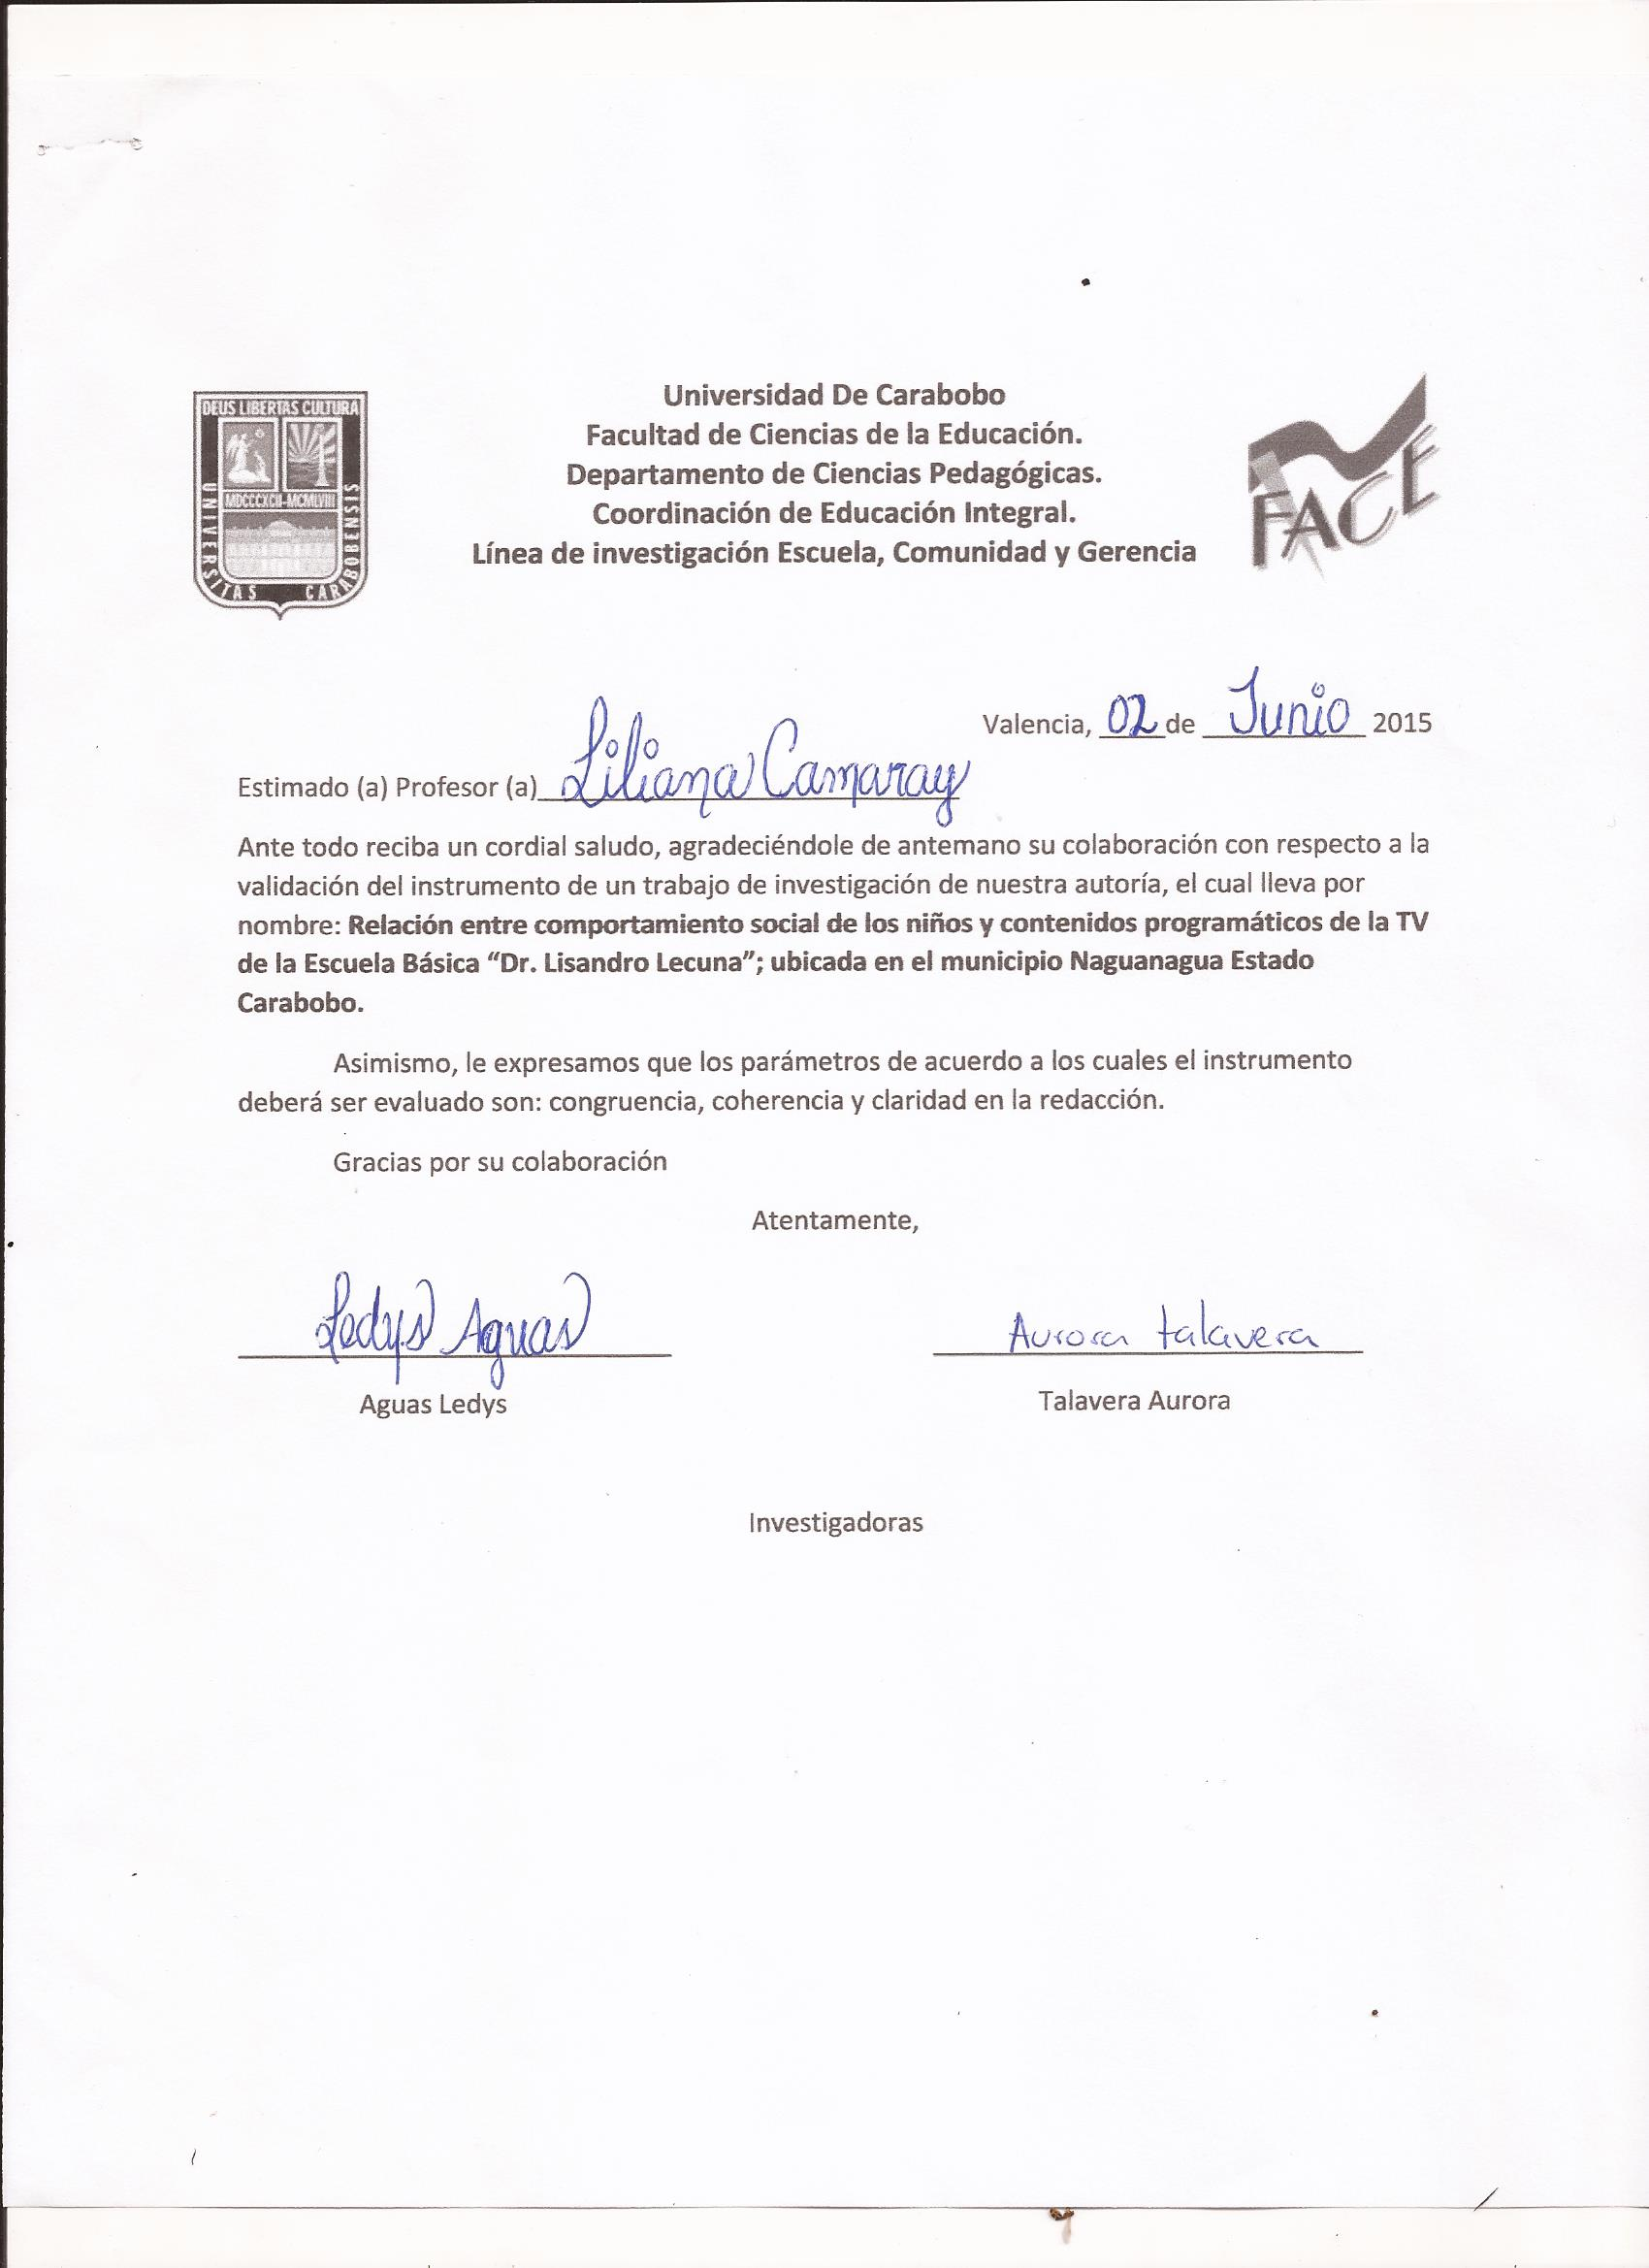 Universidad De Carabobo
Facultad de Ciencias de la Educación.
Departamento de Ciencias Pedagógicas.
Coordinación de Educación Integral.
Línea de investigación Escuela, Comunidad y Gerencia
DEUS LIBERTAS CULTURA
MDCCCXCII-MCMLVIII
UNIVERSITAS CARABOBENSIS
FACE
Valencia, 02 de Junio 2015
Estimado (a) Profesor (a) Liliana Camaray
Ante todo reciba un cordial saludo, agradeciéndole de antemano su colaboración con respecto a la
validación del instrumento de un trabajo de investigación de nuestra autoría, el cual lleva por
nombre: Relación entre comportamiento social de los niños y contenidos programáticos de la TV
de la Escuela Básica “Dr. Lisandro Lecuna”; ubicada en el municipio Naguanagua Estado
Carabobo.
Asimismo, le expresamos que los parámetros de acuerdo a los cuales el instrumento
deberá ser evaluado son: congruencia, coherencia y claridad en la redacción.
Gracias por su colaboración
Atentamente,
Ledys Aguas
Aurora talavera
Aguas Ledys
Talavera Aurora
Investigadoras